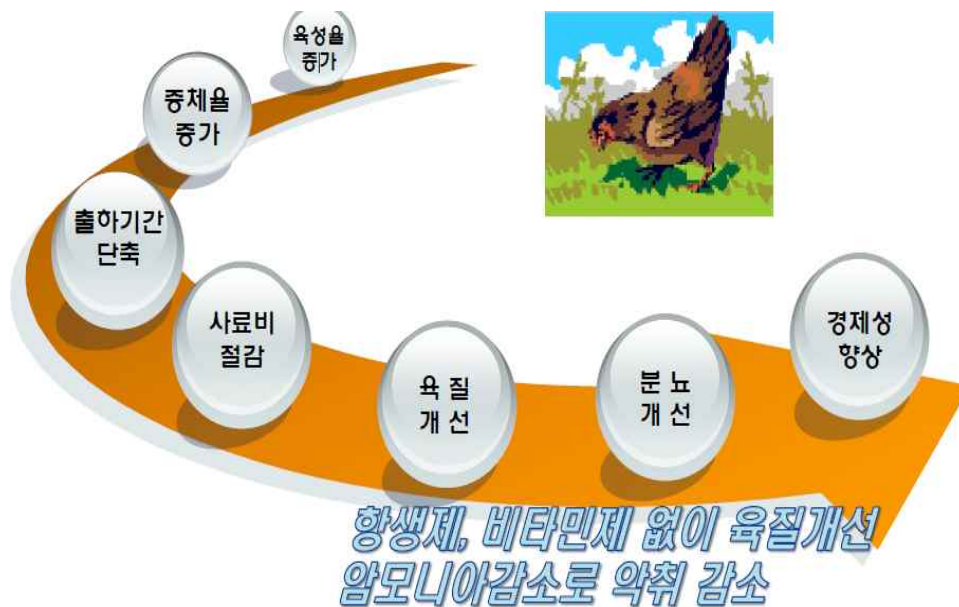 육성율
증가
증체율
증가
출하기간
단축
사료비
절감
육 질
개 선
분 뇨
개 선
경제성
향상
항생제, 비타민제 없이 육질개선
암모니아감소로 악취 감소